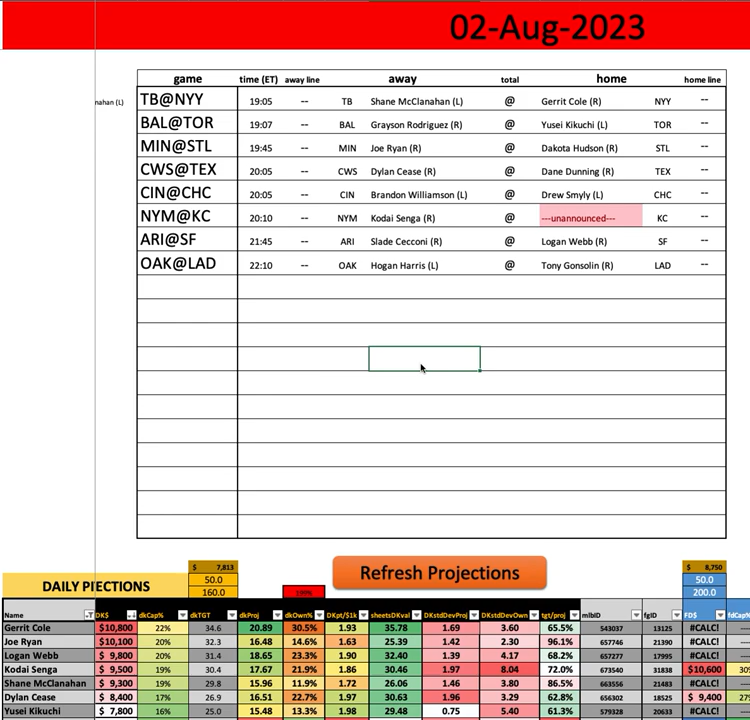 02-Aug-2023
game time (ET) away line away total home home line
nahan (L) TB@NYY 19:05 -- TB Shane McClanahan (L) @ Gerrit Cole (R) NYY --
BAL@TOR 19:07 -- BAL Grayson Rodriguez (R) @ Yusei Kikuchi (L) TOR --
MIN@STL 19:45 -- MIN Joe Ryan (R) @ Dakota Hudson (R) STL --
CWS@TEX 20:05 -- CWS Dylan Cease (R) @ Dane Dunning (R) TEX --
CIN@CHC 20:05 -- CIN Brandon Williamson (L) @ Drew Smyly (L) CHC --
NYM@KC 20:10 -- NYM Kodai Senga (R) @ ---unannounced--- KC --
ARI@SF 21:45 -- ARI Slade Cecconi (R) @ Logan Webb (R) SF --
OAK@LAD 22:10 -- OAK Hogan Harris (L) @ Tony Gonsolin (R) LAD --
$ 7,813 $ 8,750
DAILY PIECTIONS 50.0 Refresh Projections 50.0
160.0 100% 200.0
Name DK$ dkCap% dkTGT dkProj dkOwn% DKpt/$1k sheetsDKval DKstdDevProj DKstdDevOwn tgt/proj mlbID fgID FD$ fdCap%
Gerrit Cole $10,800 22% 34.6 20.89 30.5% 1.93 35.78 1.69 3.60 65.5% 543037 13125 #CALC!
Joe Ryan $10,100 20% 32.3 16.48 14.6% 1.63 25.39 1.42 2.30 96.1% 657746 21390 #CALC!
Logan Webb $ 9,800 20% 31.4 18.65 23.3% 1.90 32.40 1.39 4.17 68.2% 657277 17995 #CALC!
Kodai Senga $ 9,500 19% 30.4 17.67 21.9% 1.86 30.46 1.97 8.04 72.0% 673540 31838 $10,600 30%
Shane McClanahan $ 9,300 19% 29.8 15.96 11.9% 1.72 26.06 1.46 3.80 86.5% 663556 21483 #CALC!
Dylan Cease $ 8,400 17% 26.9 16.51 22.7% 1.97 30.63 1.96 3.29 62.8% 656302 18525 $ 9,400 27%
Yusei Kikuchi $ 7,800 16% 25.0 15.48 13.3% 1.98 29.48 0.75 5.40 61.3% 579328 20633 #CALC!